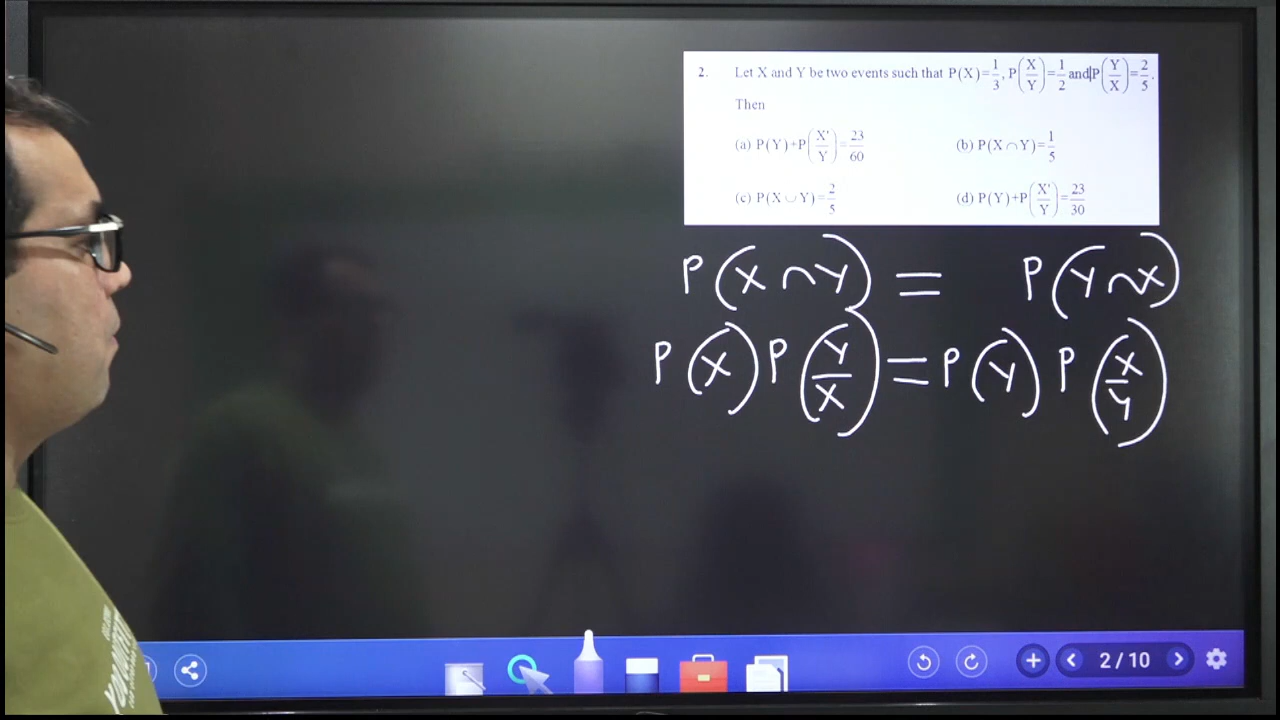 2. Let X and Y be two events such that P(X)=1/3, P(X/Y)=1/2 and P(Y/X)=2/5.
Then
(a) P(Y)+P(X'/Y)=23/60 (b) P(X∩Y)=1/5
(c) P(X∪Y)=2/5 (d) P(Y)+P(X'/Y)=23/30
P(X∩Y) = P(Y∩X)
P(X) P(Y/X) = P(Y) P(X/Y)
2/10